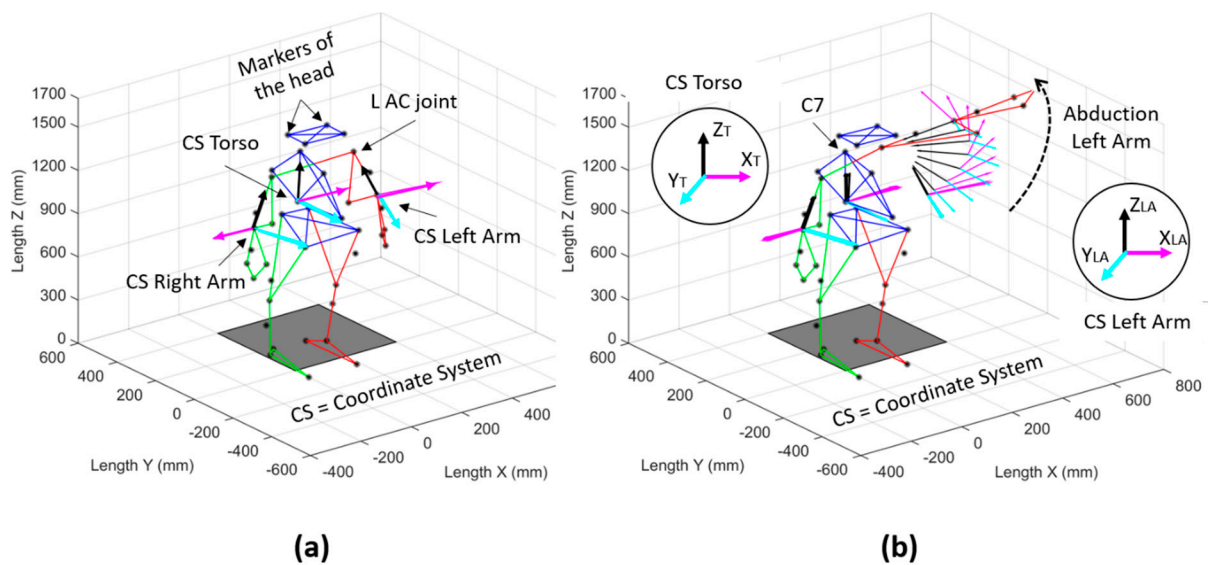 Markers of
the head
L AC joint
CS Torso
CS Left Arm
CS Right Arm
CS = Coordinate System
Length Z (mm)
1700
1500
1200
900
600
300
0
600
400
200
0
-200
-400
-600
Length Y (mm)
-400
-200
0
200
400
Length X (mm)
(a)
CS Torso
ZT
XT
YT
C7
Abduction
Left Arm
ZLA
XLA
YLA
CS Left Arm
CS = Coordinate System
Length Z (mm)
1700
1500
1200
900
600
300
0
600
400
200
0
-200
-400
-600
Length Y (mm)
-400
-200
0
200
400
600
800
Length X (mm)
(b)